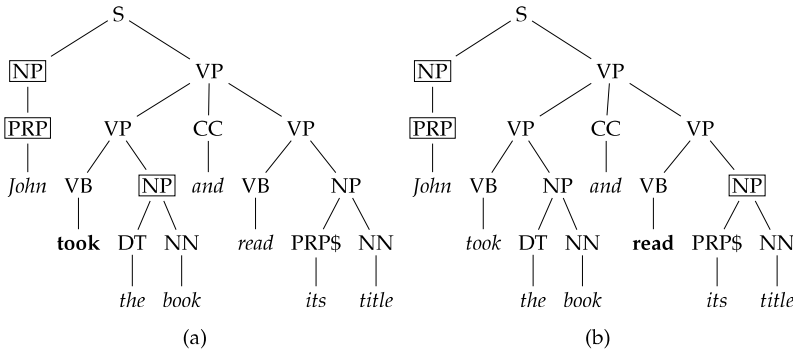 S S
NP VP NP VP
PRP VP CC VP PRP VP CC VP
John VB NP and VB NP John VB NP and VB NP
took DT NN read PRP$ NN took DT NN read PRP$ NN
the book its title the book its title
(a) (b)